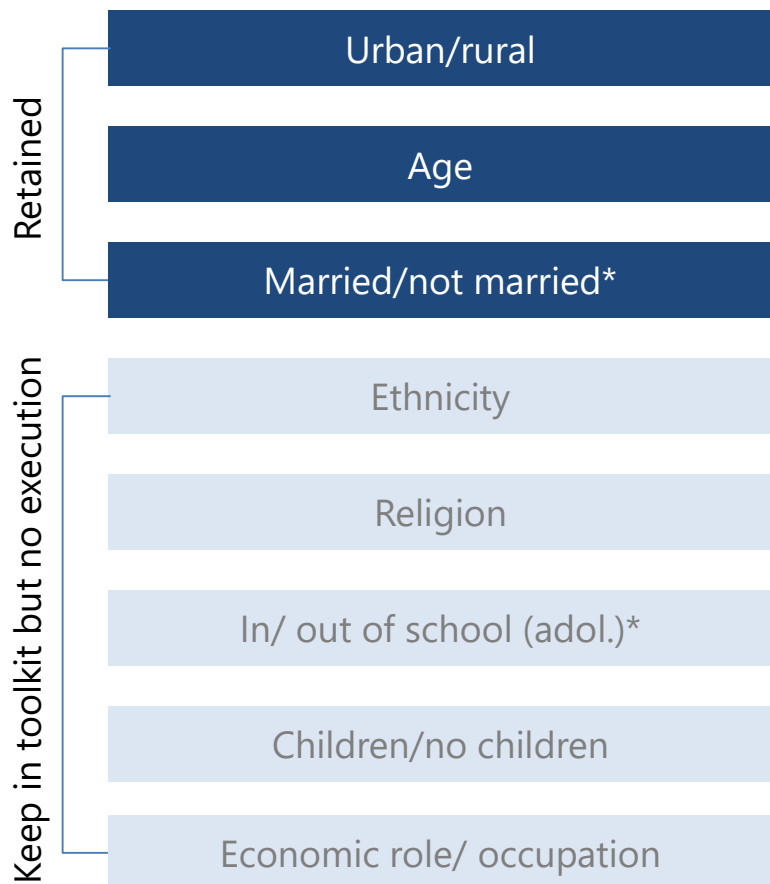 Retained
Urban/rural
Age
Married/not married*
Keep in toolkit but no execution
Ethnicity
Religion
In/ out of school (adol.)*
Children/no children
Economic role/ occupation